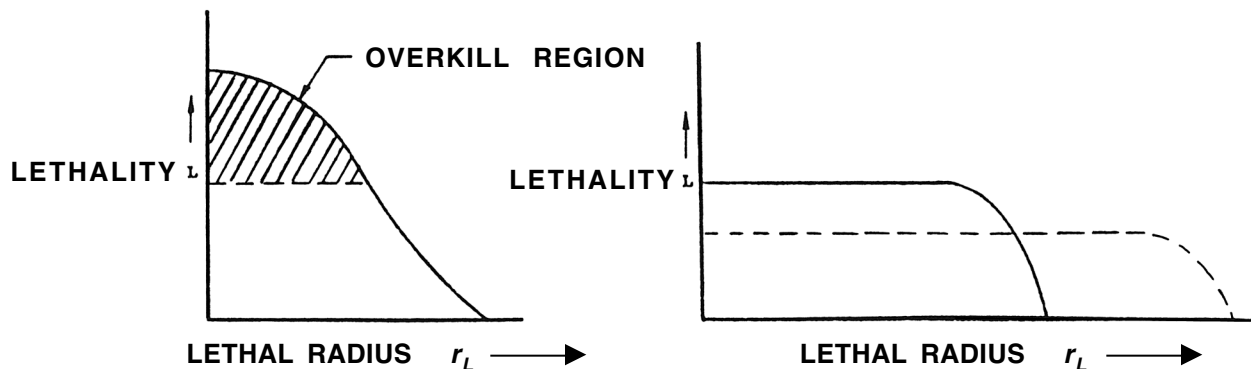 OVERKILL REGION
LETHALITY L
LETHAL RADIUS r_L
LETHALITY L
LETHAL RADIUS r_L